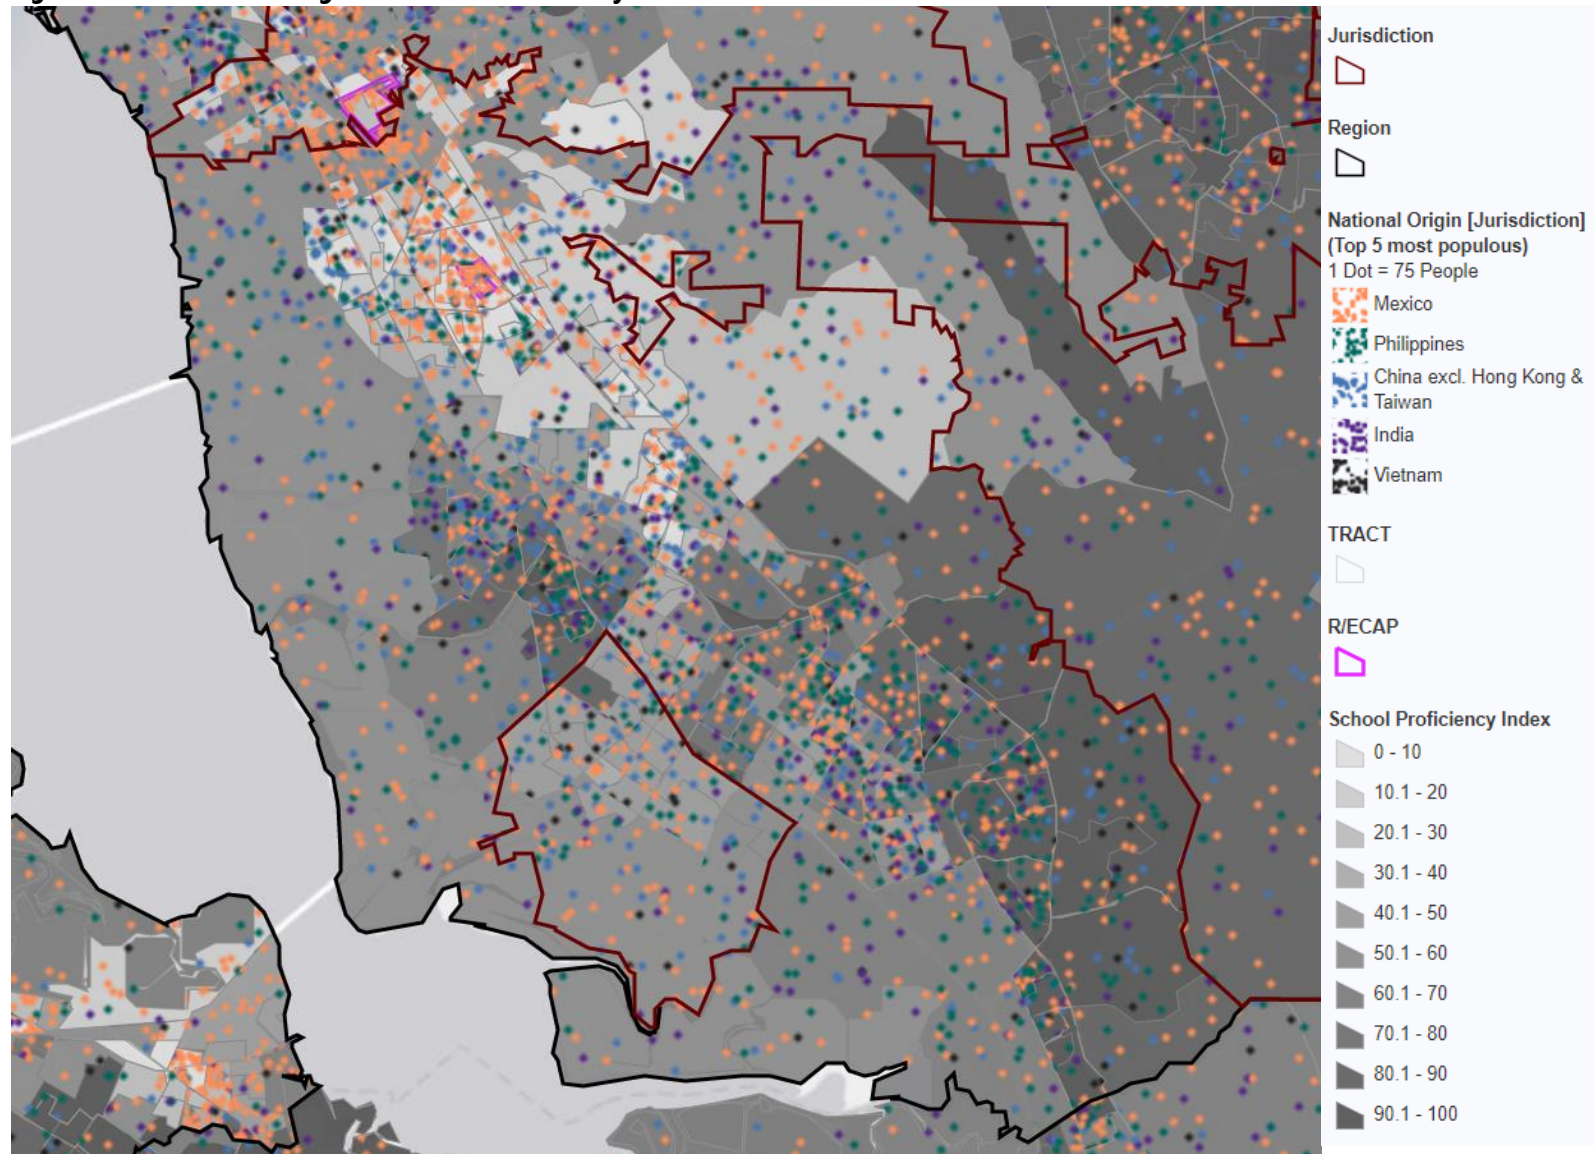 Jurisdiction
Region
National Origin [Jurisdiction]
(Top 5 most populous)
1 Dot = 75 People
Mexico
Philippines
China excl. Hong Kong &
Taiwan
India
Vietnam
TRACT
R/ECAP
School Proficiency Index
0 - 10
10.1 - 20
20.1 - 30
30.1 - 40
40.1 - 50
50.1 - 60
60.1 - 70
70.1 - 80
80.1 - 90
90.1 - 100